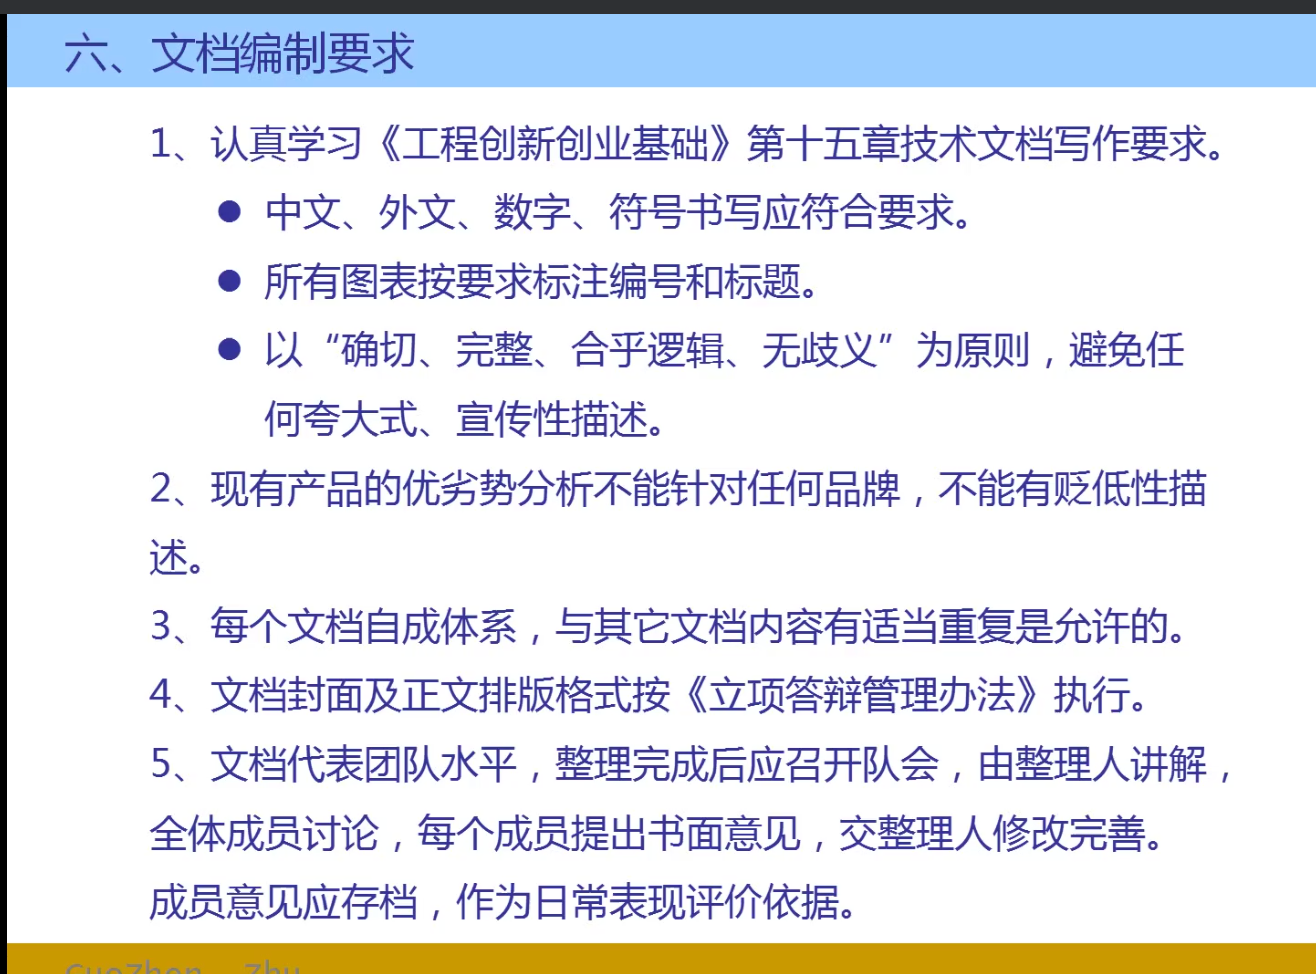 六、文档编制要求
1、认真学习《工程创新创业基础》第十五章技术文档写作要求。
● 中文、外文、数字、符号书写应符合要求。
● 所有图表按要求标注编号和标题。
● 以“确切、完整、合乎逻辑、无歧义”为原则，避免任
何夸大式、宣传性描述。
2、现有产品的优劣势分析不能针对任何品牌，不能有贬低性描
述。
3、每个文档自成体系，与其它文档内容有适当重复是允许的。
4、文档封面及正文排版格式按《立项答辩管理办法》执行。
5、文档代表团队水平，整理完成后应召开队会，由整理人讲解，
全体成员讨论，每个成员提出书面意见，交整理人修改完善。
成员意见应存档，作为日常表现评价依据。
GuoZhen Zhu